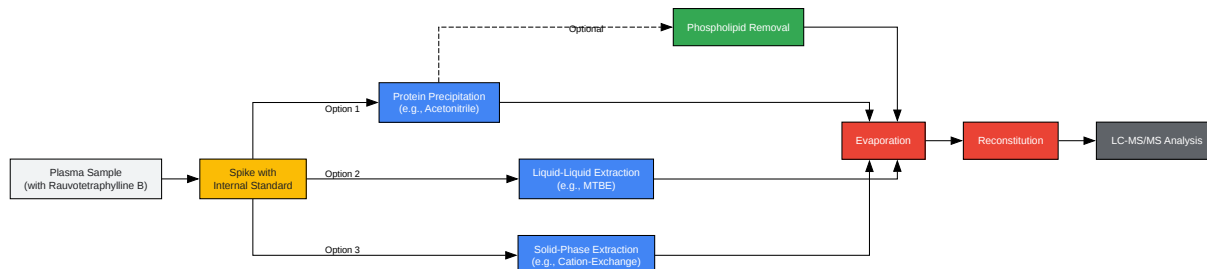 Phospholipid Removal
Optional
Protein Precipitation
(e.g., Acetonitrile)
Option 1
Evaporation
Reconstitution
LC-MS/MS Analysis
Plasma Sample
(with Rauvotetraphylline B)
Spike with
Internal Standard
Option 2
Liquid-Liquid Extraction
(e.g., MTBE)
Option 3
Solid-Phase Extraction
(e.g., Cation-Exchange)